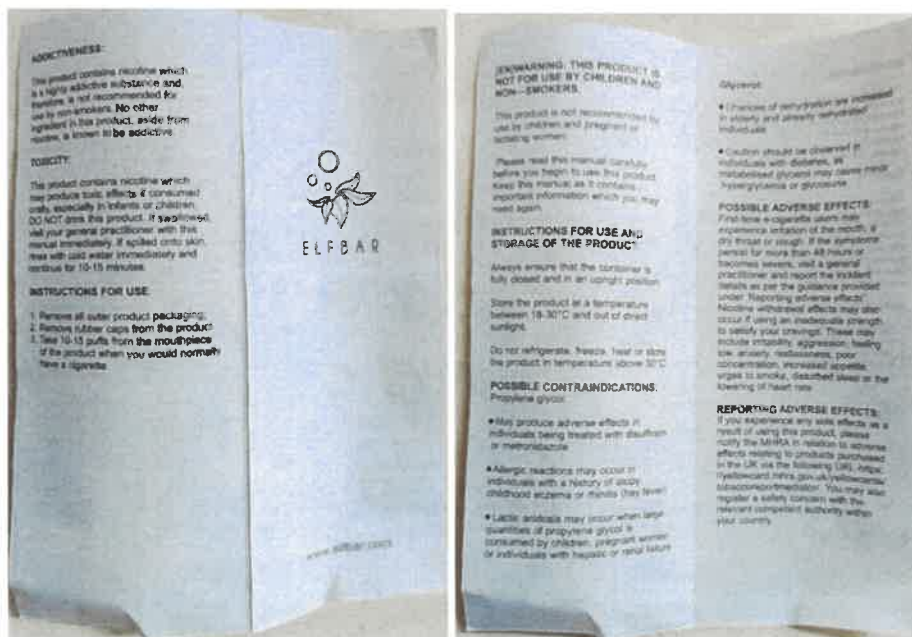 ADDICTIVENESS:
This product contains nicotine which
is a highly addictive substance and,
therefore, is not recommended for
use by non-smokers. No other
ingredient in this product, aside from
nicotine, is known to be addictive.
TOXICITY:
This product contains nicotine which
may produce toxic effects if consumed
orally, especially in infants or children.
DO NOT drink this product. If swallowed,
visit your general practitioner with this
manual immediately. If spilled onto skin,
rinse with cold water immediately and
continue for 10-15 minutes.
INSTRUCTIONS FOR USE:
1. Remove all outer product packaging;
2. Remove rubber caps from the product
3. Take 10-15 puffs from the mouthpiece
of the product when you would normally
have a cigarette.
ELFBAR
www.elfbar.com
(EN)WARNING: THIS PRODUCT IS
NOT FOR USE BY CHILDREN AND
NON-SMOKERS.
This product is not recommended for
use by children and pregnant or
lactating women.
Please read this manual carefully
before you begin to use this product.
Keep this manual as it contains
important information which you may
need again.
INSTRUCTIONS FOR USE AND
STORAGE OF THE PRODUCT:
Always ensure that the container is
fully closed and in an upright position.
Store the product at a temperature
between 18-30°C and out of direct
sunlight.
Do not refrigerate, freeze, heat or store
the product in temperature above 30°C
POSSIBLE CONTRAINDICATIONS:
Propylene glycol:
•May produce adverse effects in
individuals being treated with disulfiram
or metronidazole
•Allergic reactions may occur in
individuals with a history of atopy
childhood eczema or rhinitis (hay fever)
•Lactic acidosis may occur when large
quantities of propylene glycol is
consumed by children, pregnant women
or individuals with hepatic or renal failure
Glycerol:
•Chances of dehydration are increased
in elderly and already dehydrated
individuals
•Caution should be observed in
individuals with diabetes, as
metabolised glycerol may cause minor
hyperglycemia or glycosuria
POSSIBLE ADVERSE EFFECTS:
First-time e-cigarette users may
experience irritation of the mouth, a
dry throat or cough. If the symptoms
persist for more than 48 hours or
becomes severe, visit a general
practitioner and report the incident
details as per the guidance provided
under 'Reporting adverse effects'.
Nicotine withdrawal effects may also
occur if using an inadequate strength
to satisfy your cravings. These may
include irritability, aggression, feeling
low, anxiety, restlessness, poor
concentration, increased appetite,
urges to smoke, disturbed sleep or the
lowering of heart rate.
REPORTING ADVERSE EFFECTS:
If you experience any side effects as a
result of using this product, please
notify the MHRA in relation to adverse
effects relating to products purchased
in the UK via the following URL: https:
//yellowcard.mhra.gov.uk/yellowcards/
You may also
register a safety concern with the
relevant competent authority within
your country.